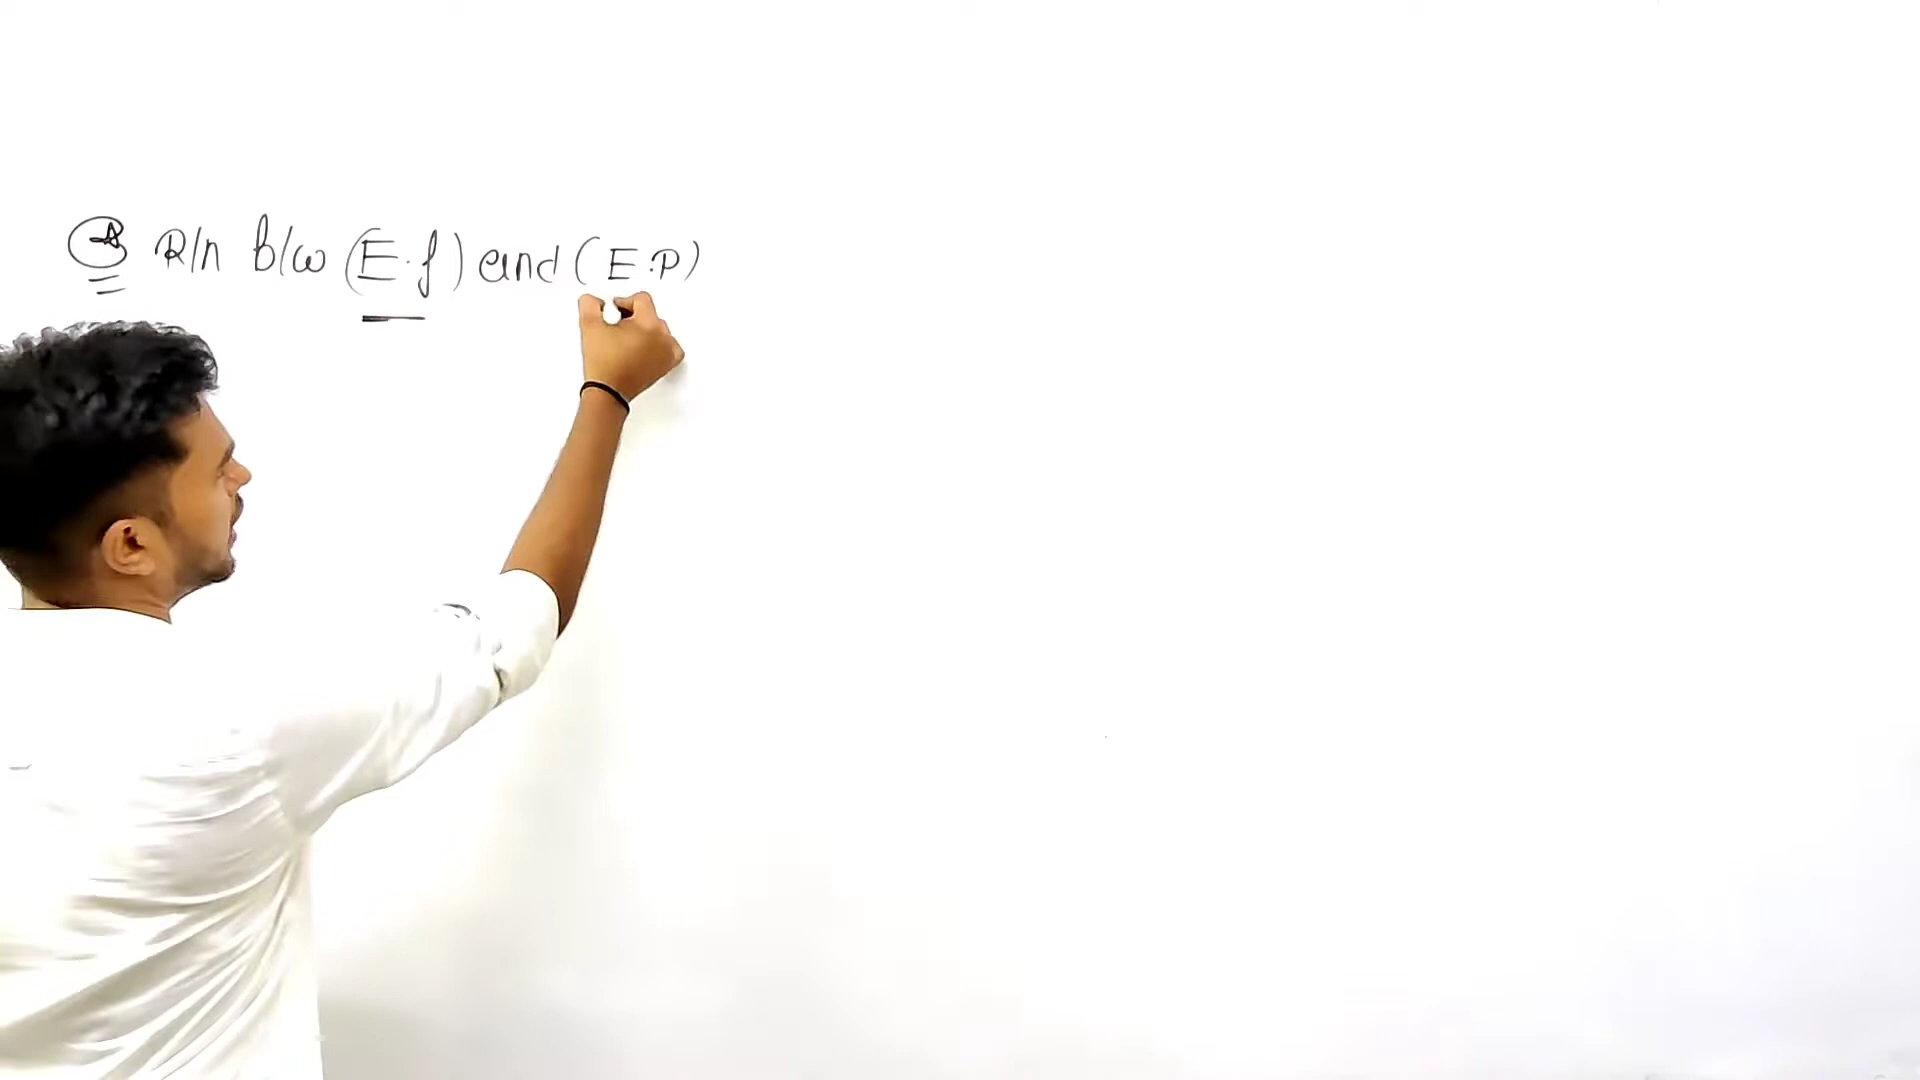 R/n b/w (E.f) and (E.P)